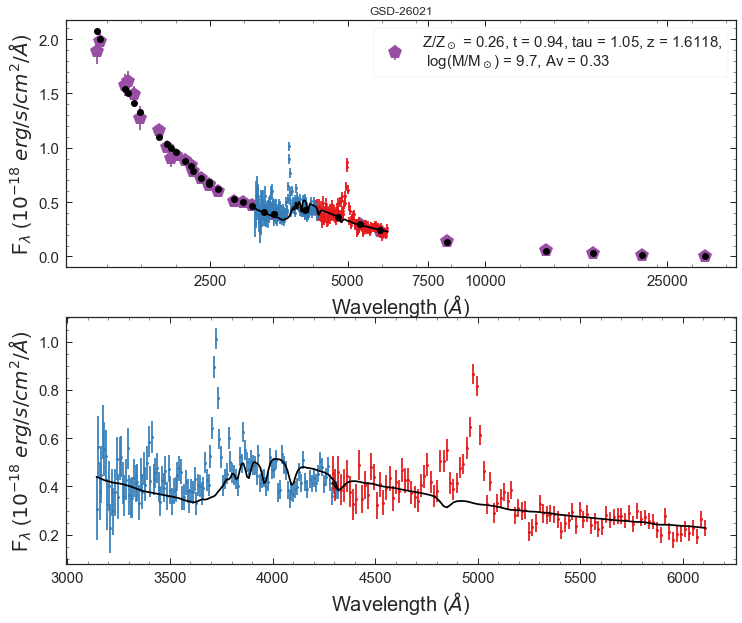 GSD-26021
Z/Z⊙ = 0.26, t = 0.94, tau = 1.05, z = 1.6118,
log(M/M⊙) = 9.7, Av = 0.33
F_λ (10^{-18} erg/s/cm^2/Å)
2.0
1.5
1.0
0.5
0.0
2500 5000 7500 10000 25000
Wavelength (Å)
F_λ (10^{-18} erg/s/cm^2/Å)
1.0
0.8
0.6
0.4
0.2
3000 3500 4000 4500 5000 5500 6000
Wavelength (Å)